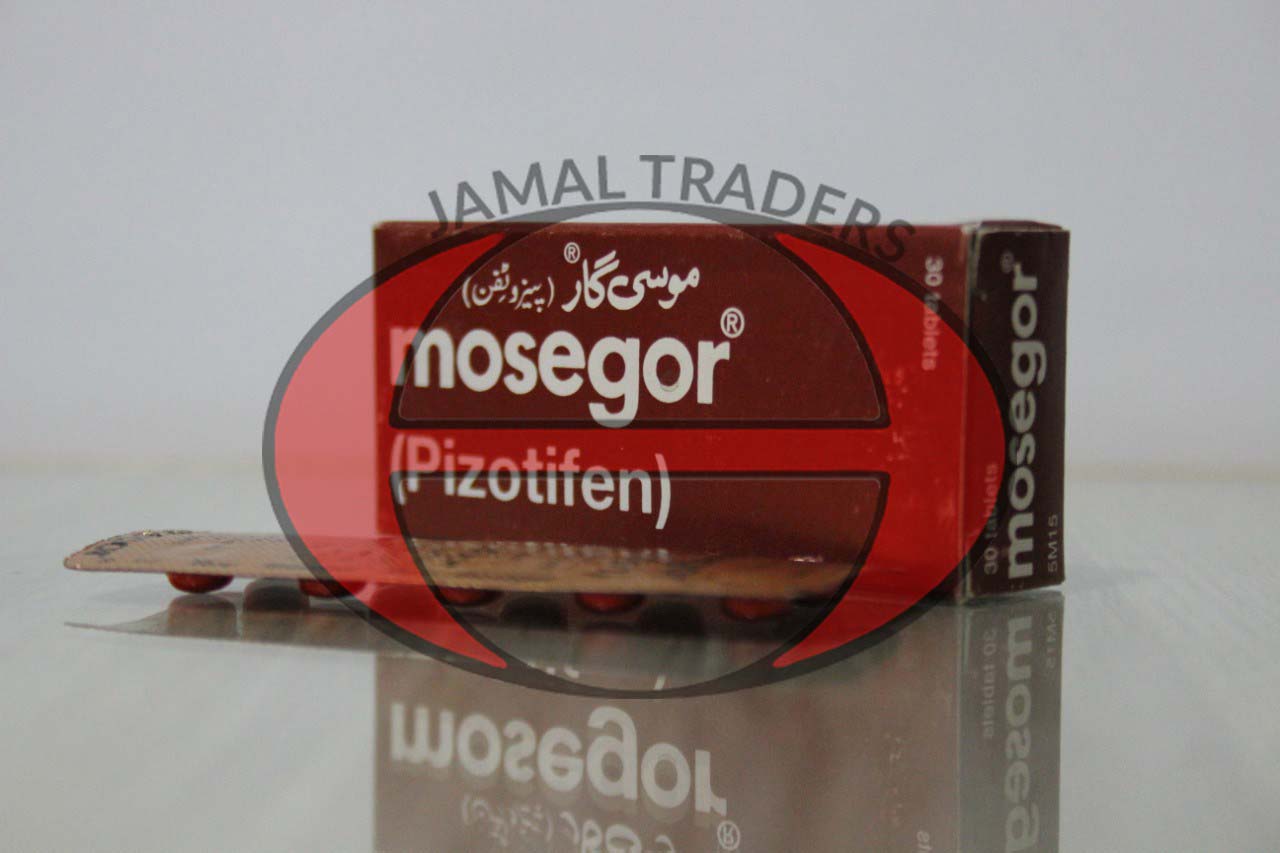 JAMAL TRADERS
موسی گار®
(پیزوٹفن)
mosegor®
(Pizotifen)
30 tablets
30 tablets
mosegor®
5M15